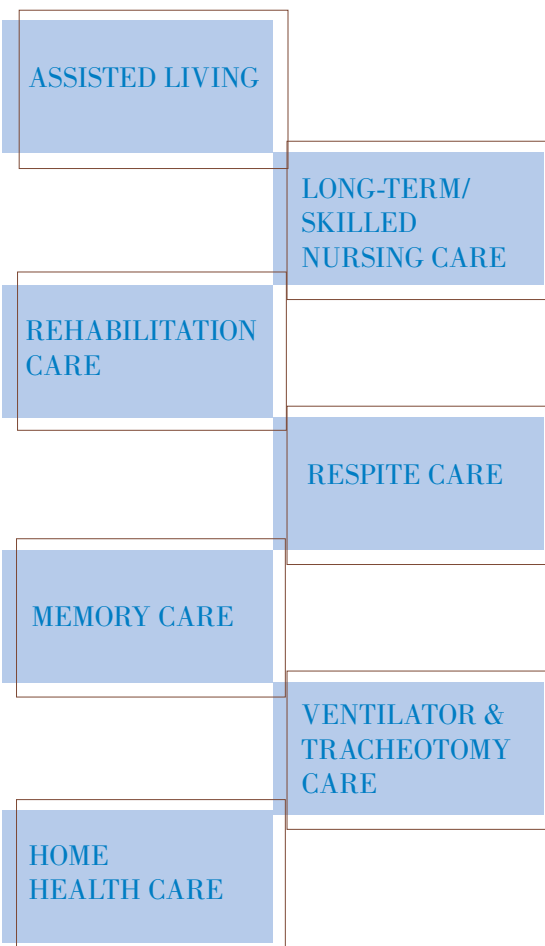 ASSISTED LIVING
LONG-TERM/
SKILLED
NURSING CARE
REHABILITATION
CARE
RESPITE CARE
MEMORY CARE
VENTILATOR &
TRACHEOTOMY
CARE
HOME
HEALTH CARE